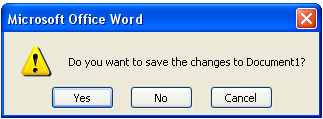 Microsoft Office Word
Do you want to save the changes to Document1?
Yes No Cancel